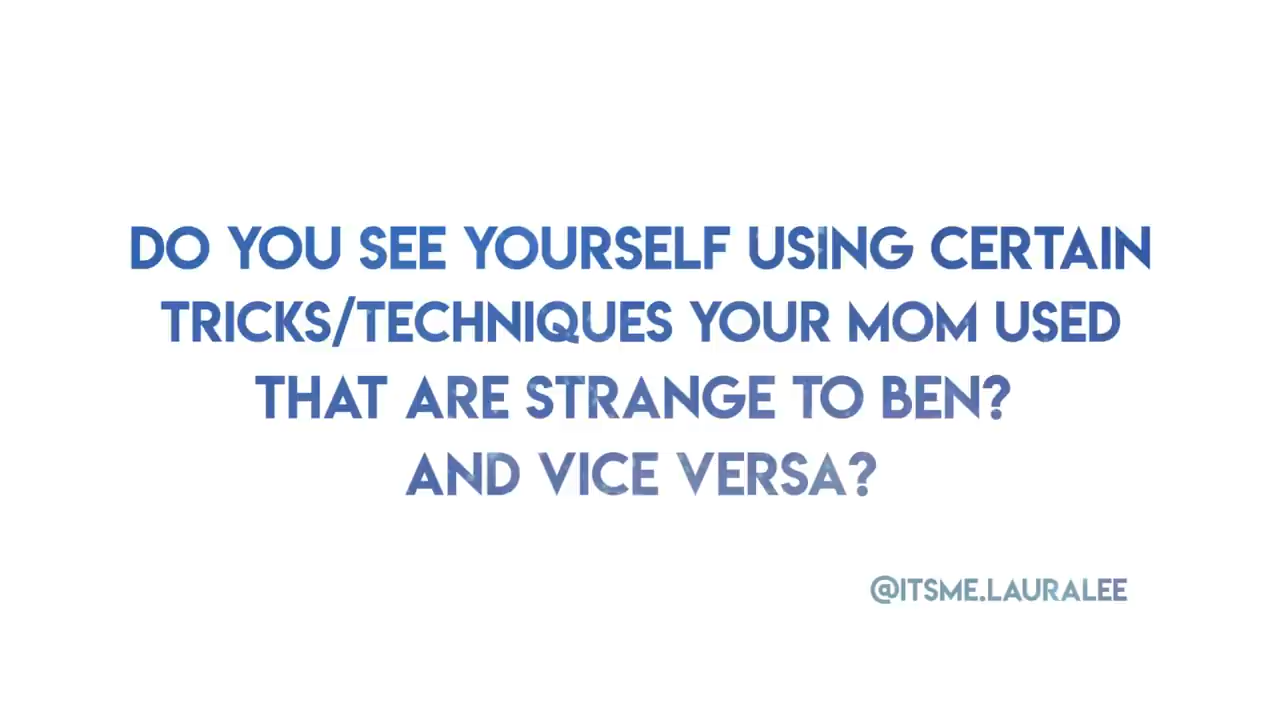 DO YOU SEE YOURSELF USING CERTAIN
TRICKS/TECHNIQUES YOUR MOM USED
THAT ARE STRANGE TO BEN?
AND VICE VERSA?
@ITSME.LAURALEE